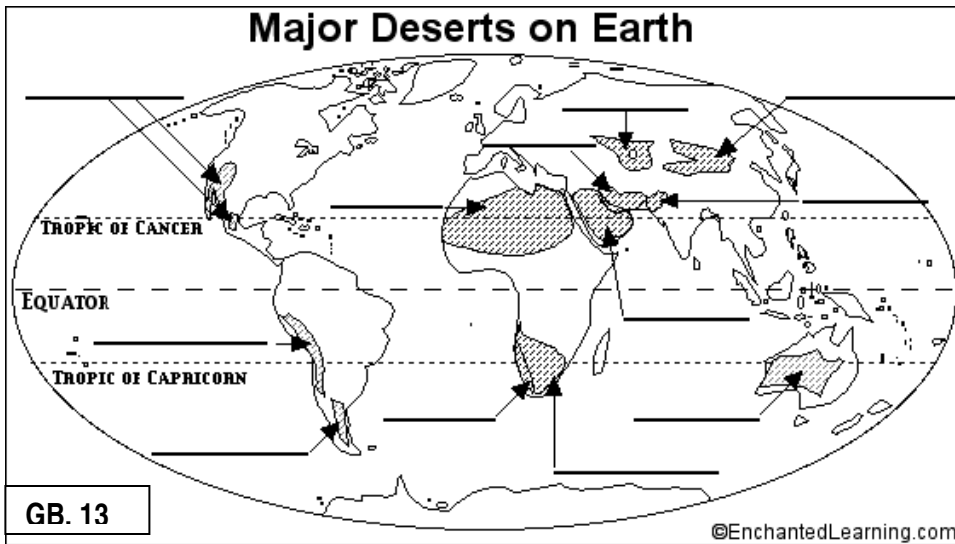 Major Deserts on Earth
TROPIC OF CANCER
EQUATOR
TROPIC OF CAPRICORN
GB. 13
©EnchantedLearning.com